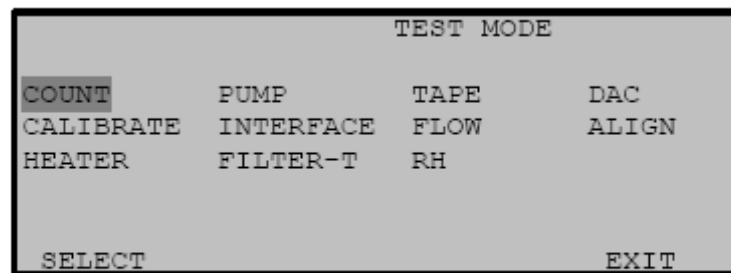 TEST MODE
COUNT PUMP TAPE DAC
CALIBRATE INTERFACE FLOW ALIGN
HEATER FILTER-T RH
SELECT EXIT